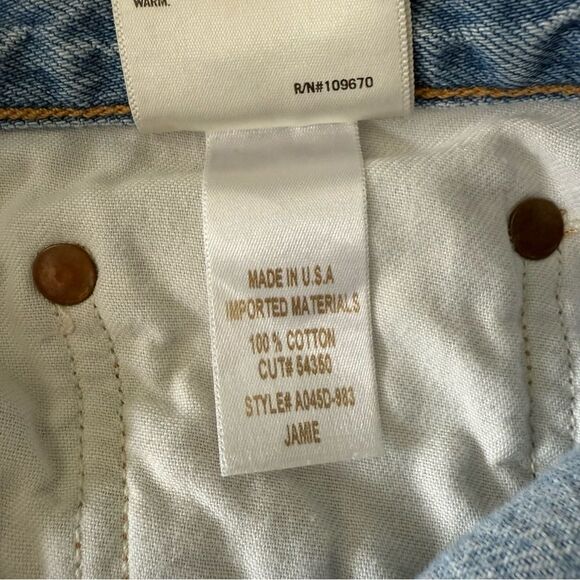 WARM.
R/N#109670
MADE IN U.S.A
IMPORTED MATERIALS
100 % COTTON
CUT# 54350
STYLE# A045D-983
JAMIE